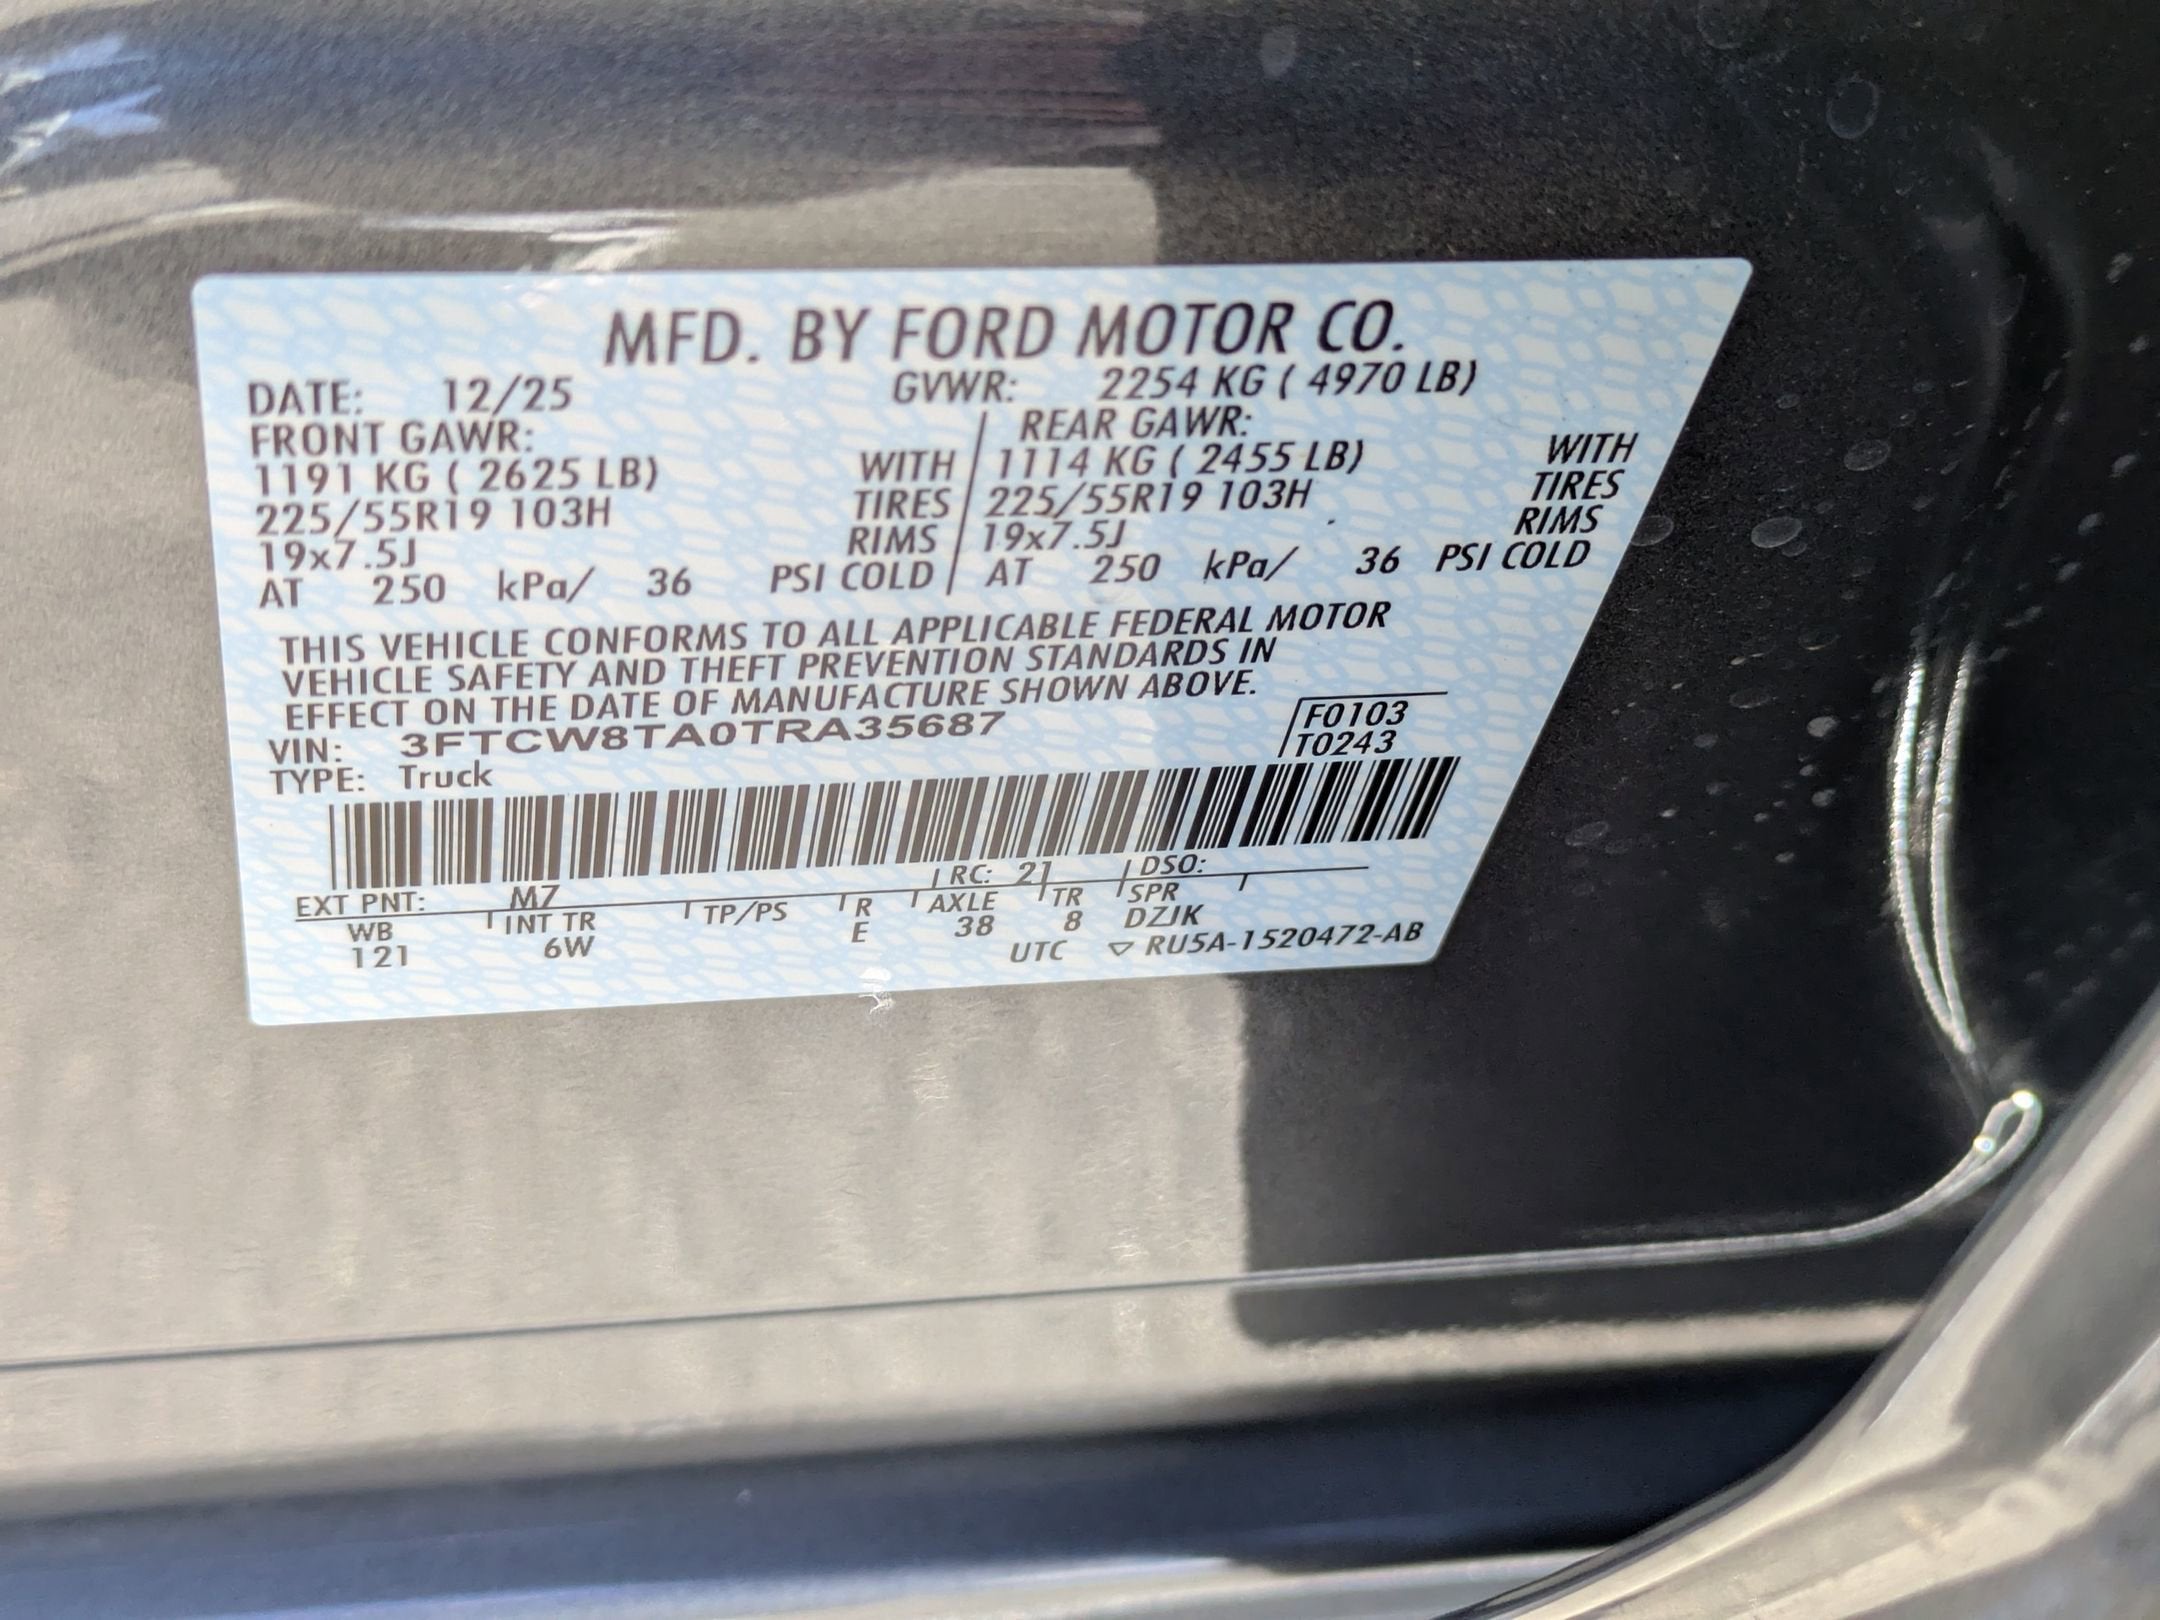 MFD. BY FORD MOTOR CO.
DATE: 12/25 GVWR: 2254 KG ( 4970 LB)
FRONT GAWR: REAR GAWR:
1191 KG ( 2625 LB) WITH 1114 KG ( 2455 LB) WITH
225/55R19 103H TIRES 225/55R19 103H TIRES
19x7.5J RIMS 19x7.5J RIMS
AT 250 kPa/ 36 PSI COLD AT 250 kPa/ 36 PSI COLD
THIS VEHICLE CONFORMS TO ALL APPLICABLE FEDERAL MOTOR
VEHICLE SAFETY AND THEFT PREVENTION STANDARDS IN
EFFECT ON THE DATE OF MANUFACTURE SHOWN ABOVE.
VIN: 3FTCW8TA0TRA35687 F0103
TYPE: Truck T0243
EXT PNT: M7 RC: 21 DSO:
WB INT TR TP/PS R AXLE TR SPR
121 6W E 38 8 DZJK
UTC ▽ RU5A-1520472-AB